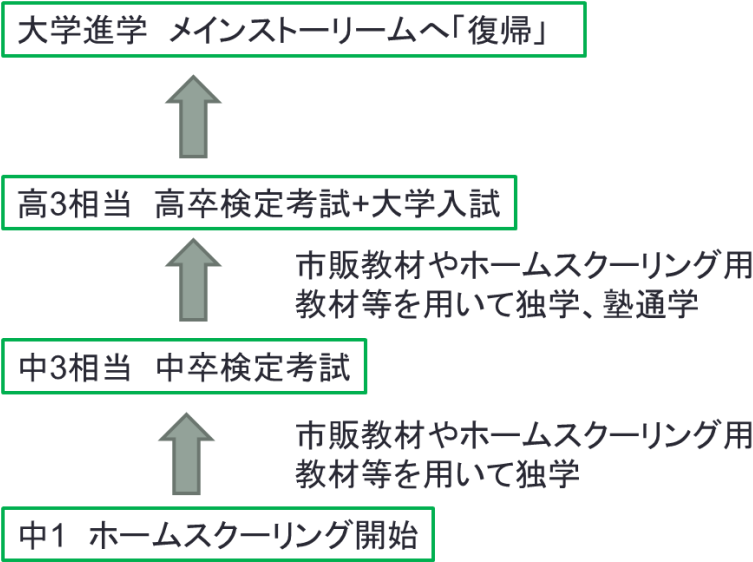 大学進学　メインストーリームへ「復帰」
高3相当　高卒検定考試+大学入試
市販教材やホームスクーリング用
教材等を用いて独学、塾通学
中3相当　中卒検定考試
市販教材やホームスクーリング用
教材等を用いて独学
中1　ホームスクーリング開始